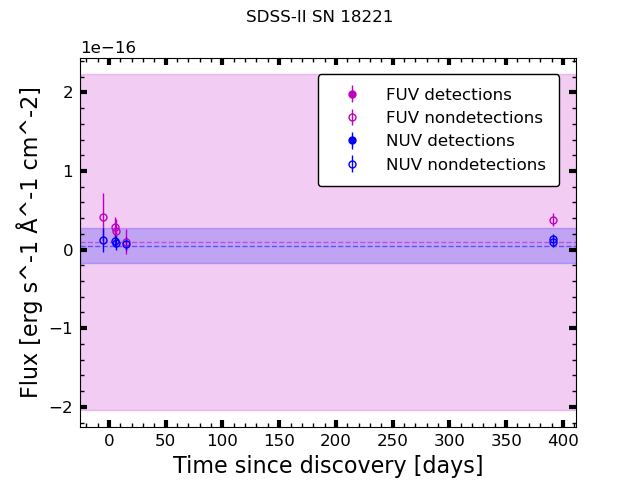 SDSS-II SN 18221
1e−16
FUV detections
FUV nondetections
NUV detections
NUV nondetections
2
1
0
−1
−2
Flux [erg s^-1 Å^-1 cm^-2]
0 50 100 150 200 250 300 350 400
Time since discovery [days]